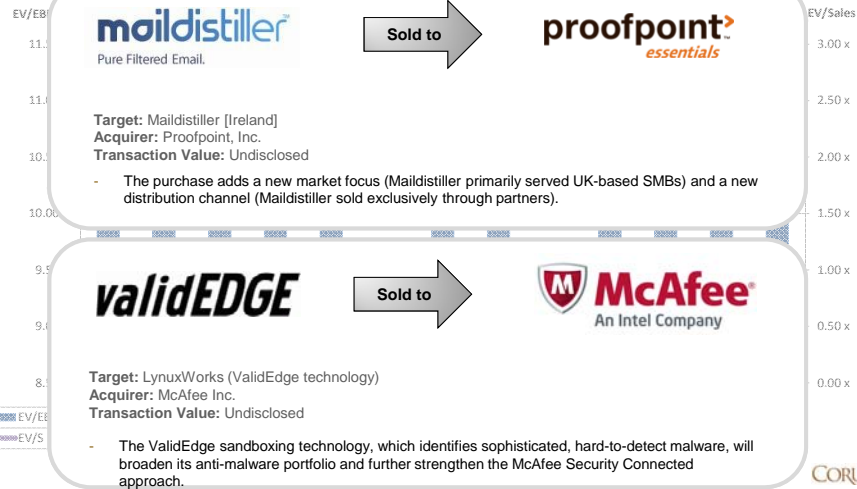 EV/EB
EV/Sales
maildistiller
Pure Filtered Email.
Sold to
proofpoint
essentials
3.00 x
2.50 x
Target: Maildistiller [Ireland]
Acquirer: Proofpoint, Inc.
Transaction Value: Undisclosed
2.00 x
- The purchase adds a new market focus (Maildistiller primarily served UK-based SMBs) and a new
distribution channel (Maildistiller sold exclusively through partners).
10.00
1.50 x
validEDGE
Sold to
McAfee®
An Intel Company
1.00 x
0.50 x
Target: LynuxWorks (ValidEdge technology)
Acquirer: McAfee Inc.
Transaction Value: Undisclosed
0.00 x
EV/EB
EV/S
- The ValidEdge sandboxing technology, which identifies sophisticated, hard-to-detect malware, will
broaden its anti-malware portfolio and further strengthen the McAfee Security Connected
approach.